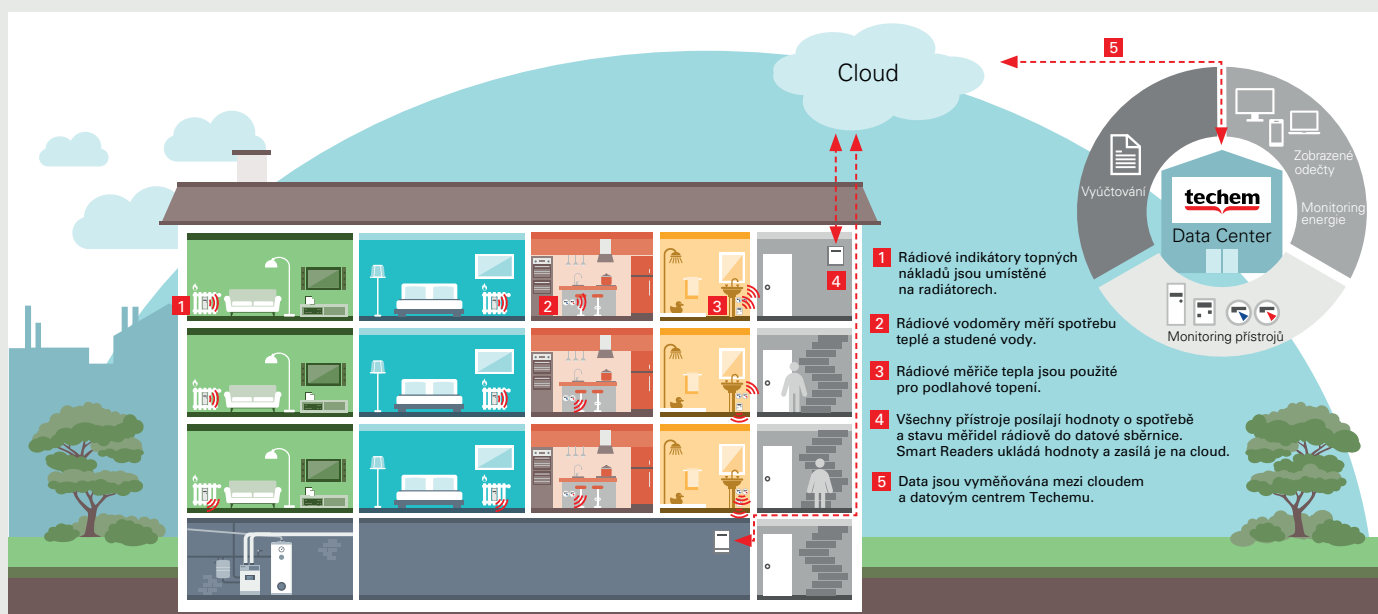 Cloud
5
Vyúčtování
Zobrazené
odečty
Monitoring
energie
techem
Data Center
Monitoring přístrojů
1
2
3
4
1 Rádiové indikátory topných
nákladů jsou umístěné
na radiátorech.
2 Rádiové vodoměry měří spotřebu
teplé a studené vody.
3 Rádiové měřiče tepla jsou použité
pro podlahové topení.
4 Všechny přístroje posílají hodnoty o spotřebě
a stavu měřidel rádiově do datové sběrnice.
Smart Readers ukládá hodnoty a zasílá je na cloud.
5 Data jsou vyměňována mezi cloudem
a datovým centrem Techemu.